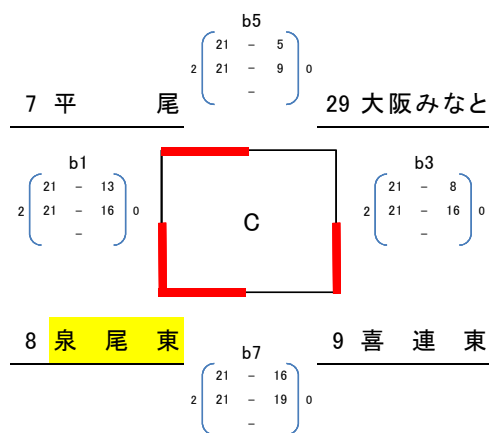 b5
21 - 5
2 21 - 9 0
-
7 平 尾
29 大阪みなと
b1
21 - 13
2 21 - 16 0
-
C
b3
21 - 8
2 21 - 16 0
-
8 泉 尾 東
9 喜 連 東
b7
21 - 16
2 21 - 19 0
-